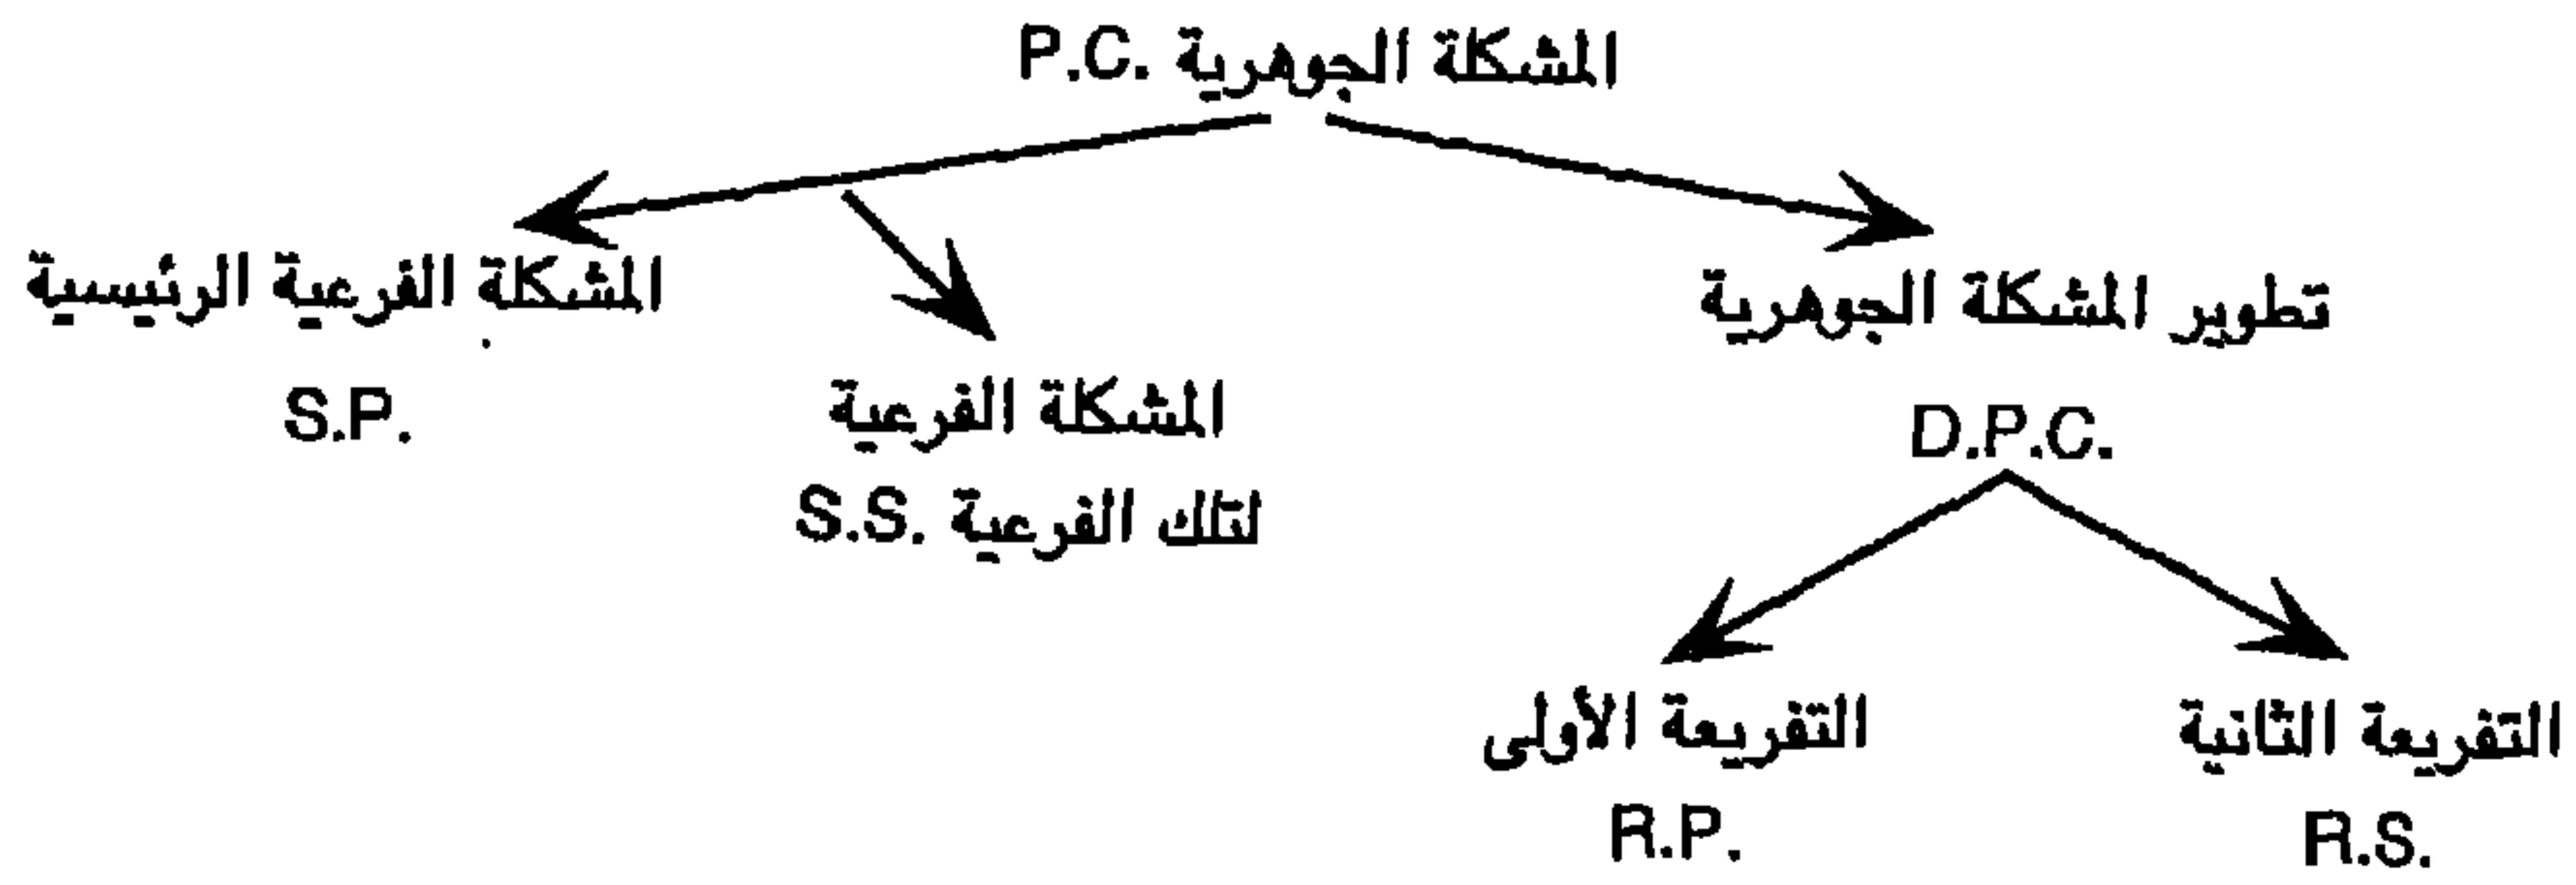 المشكلة الجوهرية P.C.
تطوير المشكلة الجوهرية
D.P.C.
المشكلة الفرعية الرئيسية
S.P.
المشكلة الفرعية
لتلك الفرعية S.S.
التفريعة الثانية
R.S.
التفريعة الأولى
R.P.